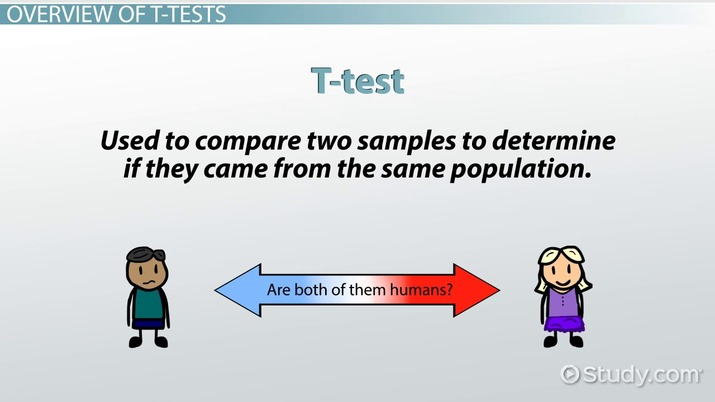 OVERVIEW OF T-TESTS
T-test
Used to compare two samples to determine
if they came from the same population.
Are both of them humans?
Study.com